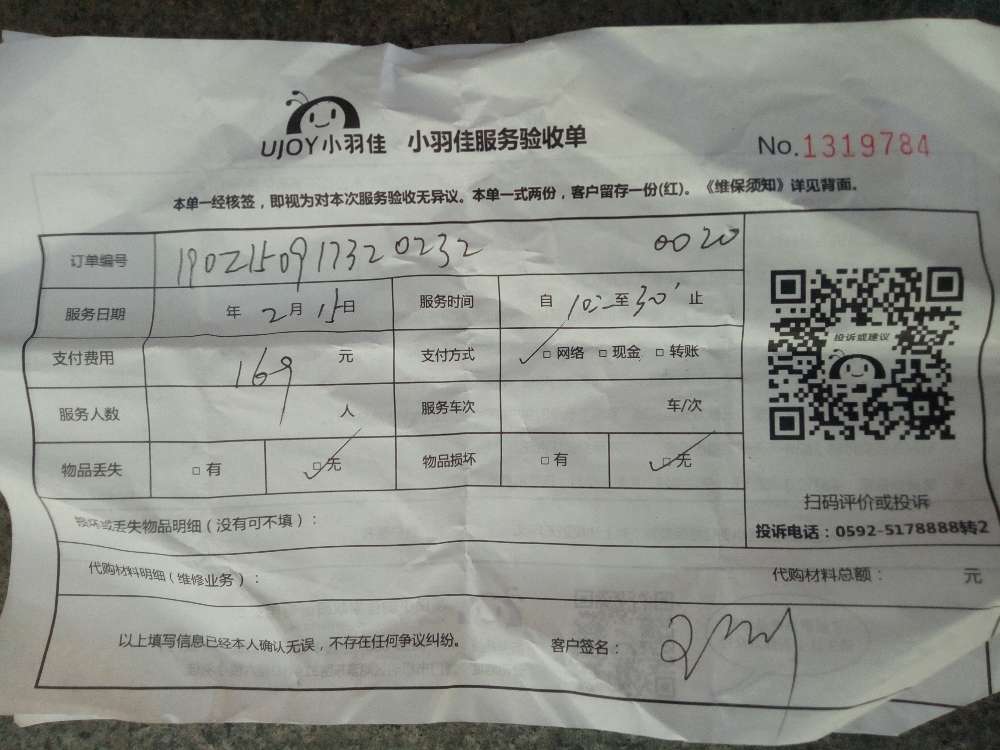 UJOY小羽佳 小羽佳服务验收单 No.1319784
本单一经核签，即视为对本次服务验收无异议。本单一式两份，客户留存一份(红)。《维保须知》详见背面。
订单编号 190215091732 0232 0020
服务日期 年 2月 15日 服务时间 自 10:二 至 30' 止
支付费用 169 元 支付方式 ✓□网络 □现金 □转账
服务人数 人 服务车次 车/次
物品丢失 □有 ✓□无 物品损坏 □有 ✓□无
损坏或丢失物品明细（没有可不填）：
投诉或建议
扫码评价或投诉
投诉电话：0592-5178888转2
代购材料明细（维修业务）： 代购材料总额： 元
以上填写信息已经本人确认无误，不存在任何争议纠纷。 客户签名：